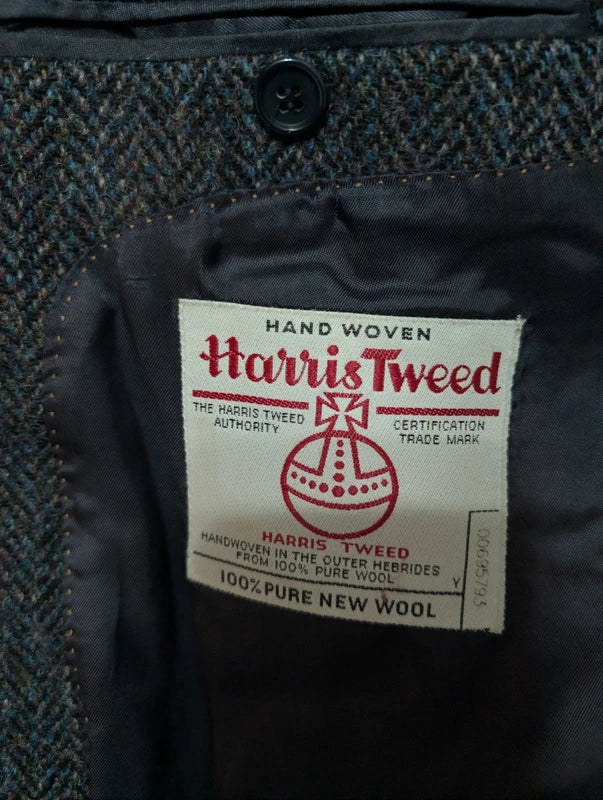 HAND WOVEN
Harris Tweed
THE HARRIS TWEED
AUTHORITY
CERTIFICATION
TRADE MARK
HARRIS TWEED
HANDWOVEN IN THE OUTER HEBRIDES
FROM 100% PURE WOOL
Y
100% PURE NEW WOOL
00695793